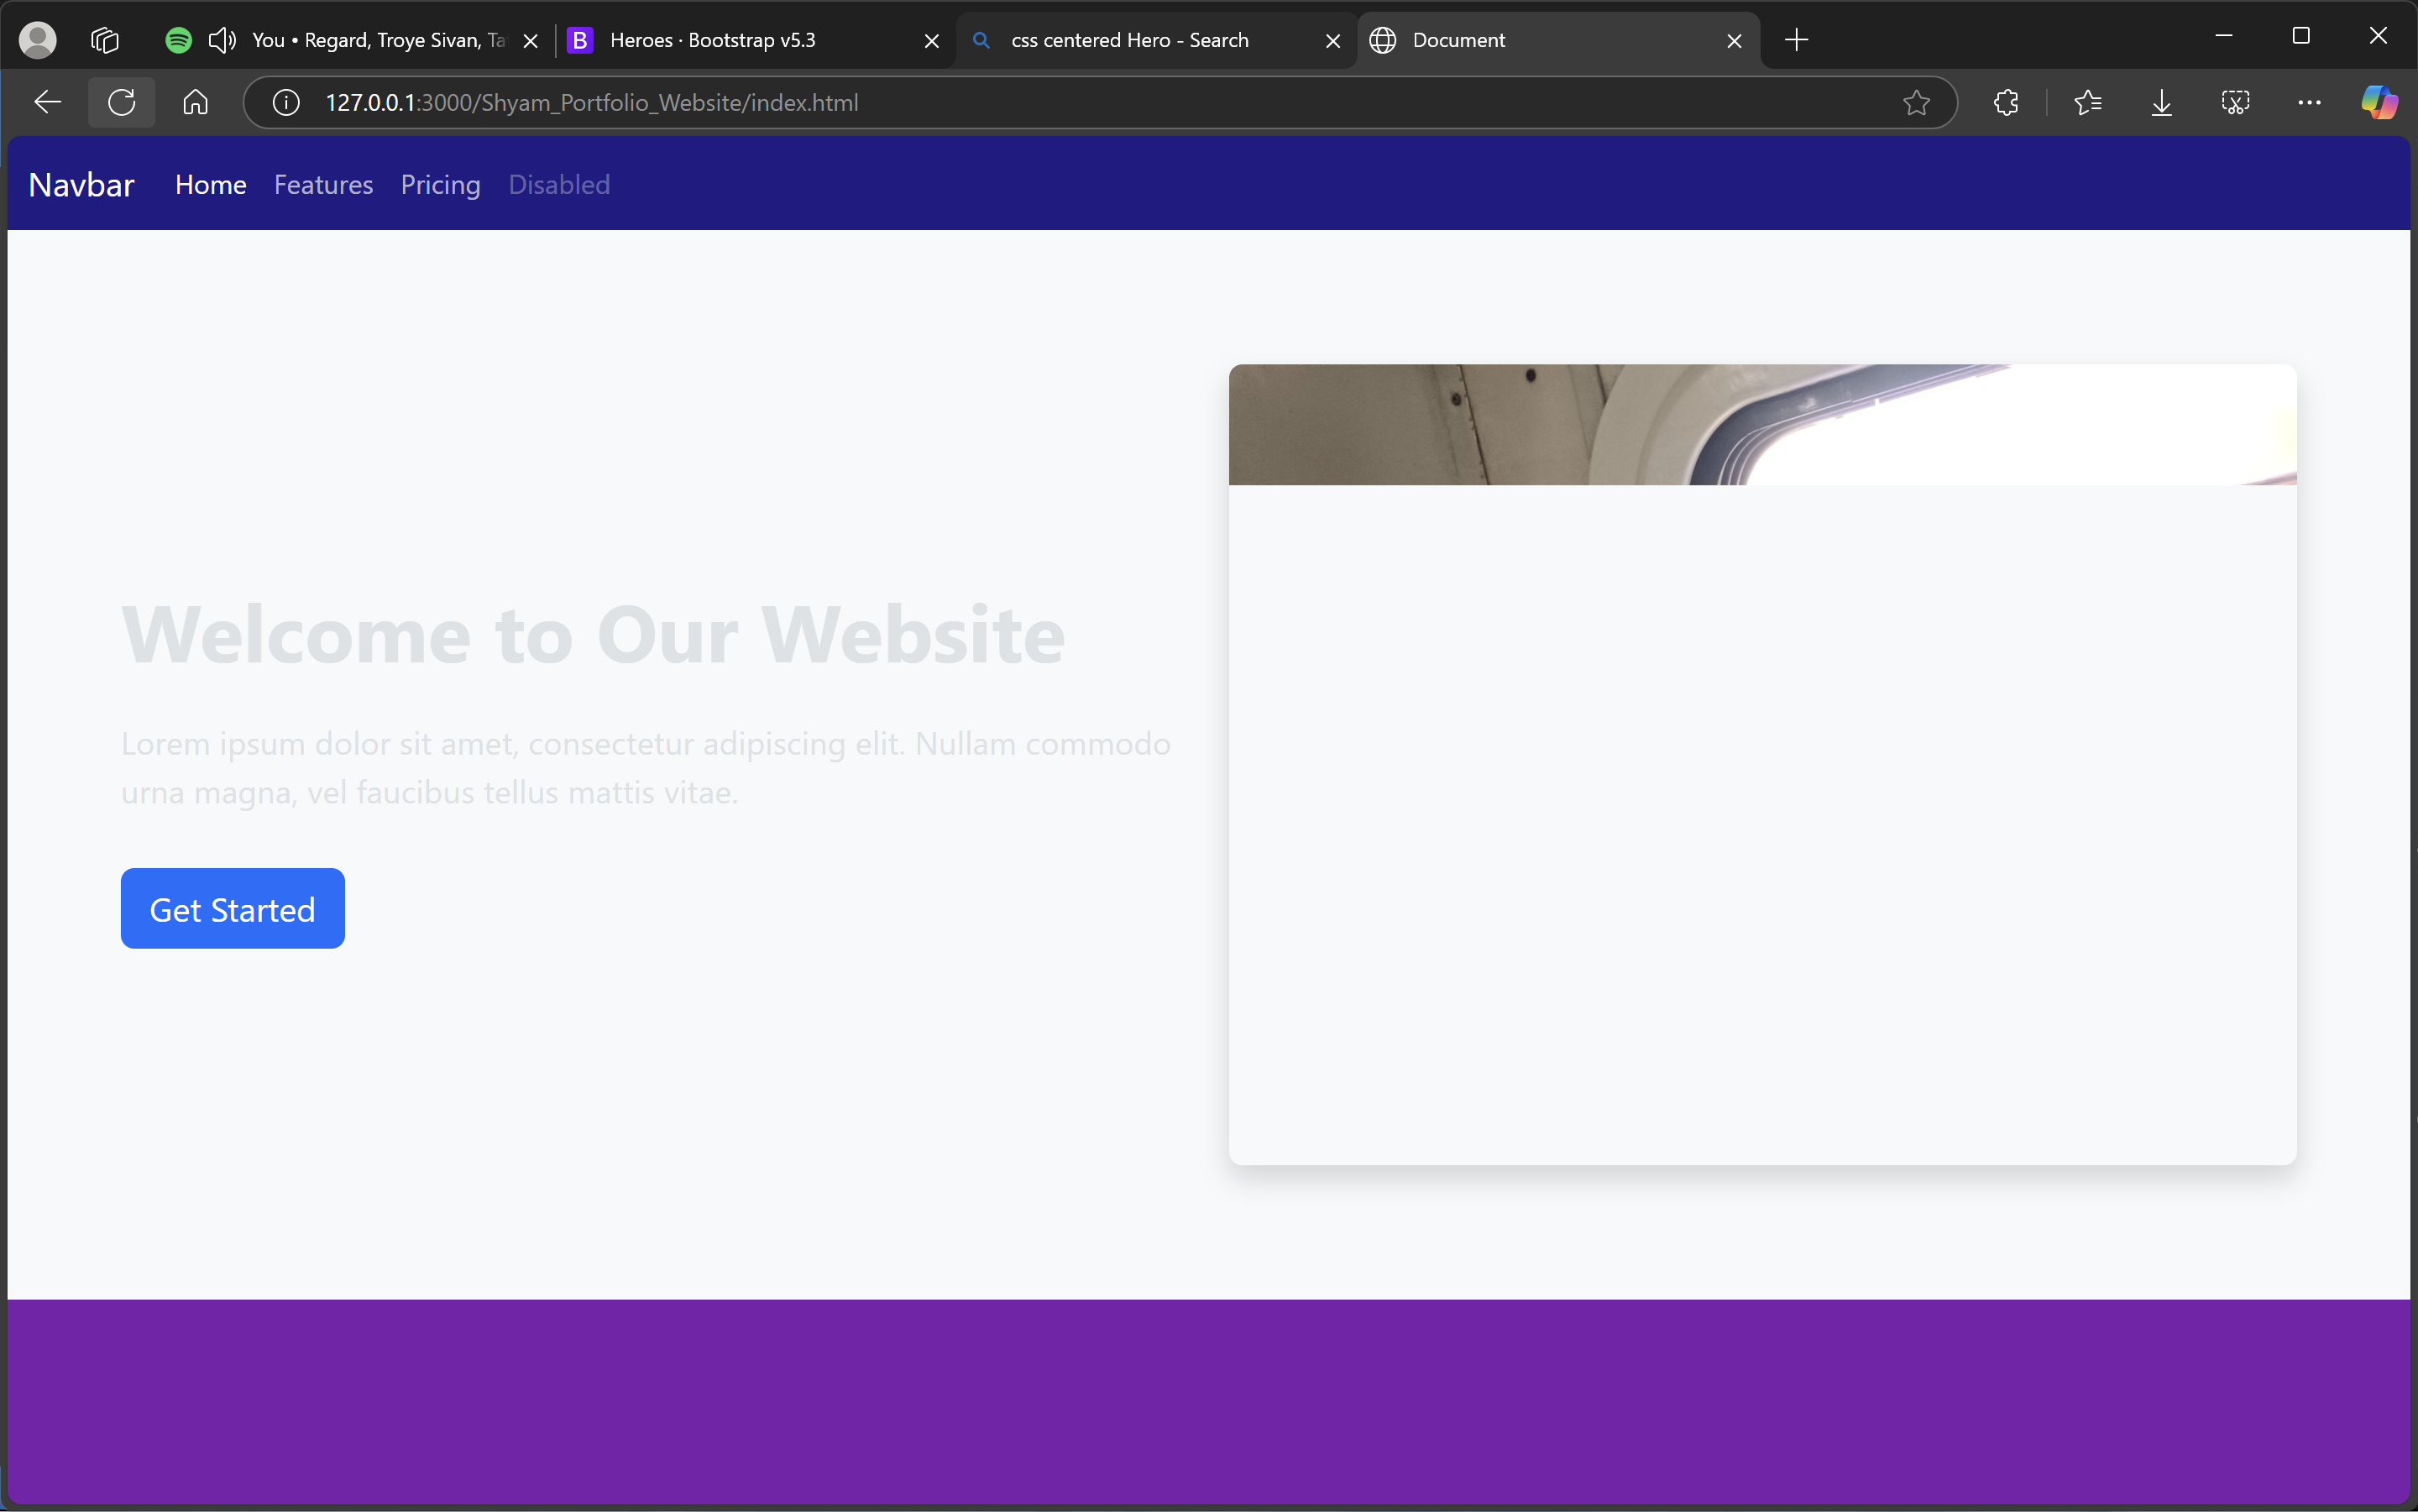 You • Regard, Troye Sivan, Ta
B Heroes · Bootstrap v5.3
css centered Hero - Search
Document
127.0.0.1:3000/Shyam_Portfolio_Website/index.html
Navbar Home Features Pricing Disabled
Welcome to Our Website
Lorem ipsum dolor sit amet, consectetur adipiscing elit. Nullam commodo
urna magna, vel faucibus tellus mattis vitae.
Get Started